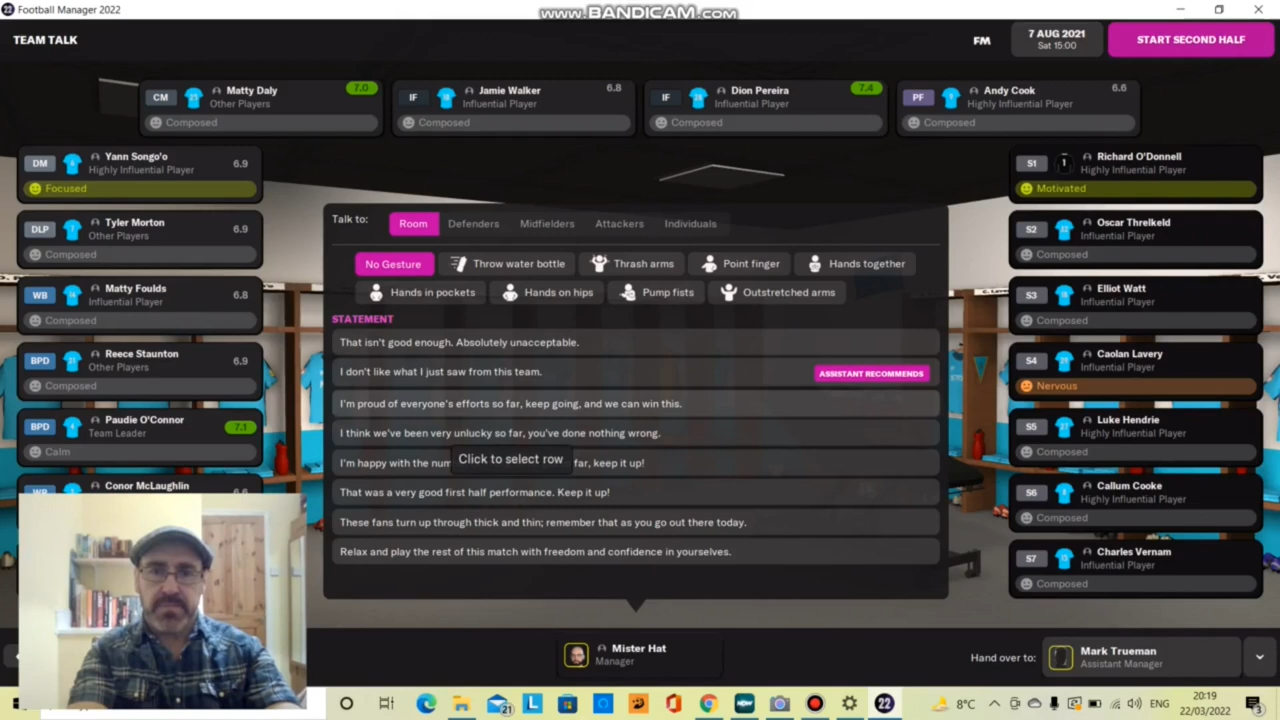 Football Manager 2022
www.BANDICAM.com
TEAM TALK
FM
7 AUG 2021
Sat 15:00
START SECOND HALF
CM
Matty Daly
Other Players
7.0
Composed
IF
Jamie Walker
Influential Player
6.8
Composed
IF
Dion Pereira
Influential Player
7.4
Composed
PF
Andy Cook
Highly Influential Player
6.6
Composed
DM
Yann Songo'o
Highly Influential Player
6.9
Focused
DLP
Tyler Morton
Other Players
6.9
Composed
WB
Matty Foulds
Influential Player
6.8
Composed
BPD
Reece Staunton
Other Players
6.9
Composed
BPD
Paudie O'Connor
Team Leader
7.1
Calm
WB
Conor McLaughlin
6.6
Talk to:
Room
Defenders
Midfielders
Attackers
Individuals
No Gesture
Throw water bottle
Thrash arms
Point finger
Hands together
Hands in pockets
Hands on hips
Pump fists
Outstretched arms
STATEMENT
That isn't good enough. Absolutely unacceptable.
I don't like what I just saw from this team.
ASSISTANT RECOMMENDS
I'm proud of everyone's efforts so far, keep going, and we can win this.
I think we've been very unlucky so far, you've done nothing wrong.
Click to select row
I'm happy with the num far, keep it up!
That was a very good first half performance. Keep it up!
These fans turn up through thick and thin; remember that as you go out there today.
Relax and play the rest of this match with freedom and confidence in yourselves.
S1
1
Richard O'Donnell
Highly Influential Player
Motivated
S2
Oscar Threlkeld
Influential Player
Composed
S3
Elliot Watt
Influential Player
Composed
S4
Caolan Lavery
Influential Player
Nervous
S5
Luke Hendrie
Highly Influential Player
Composed
S6
Callum Cooke
Highly Influential Player
Composed
S7
Charles Vernam
Influential Player
Composed
Mister Hat
Manager
Hand over to:
Mark Trueman
Assistant Manager
21
L
NOW
22
8°C
ENG
20:19
22/03/2022
3